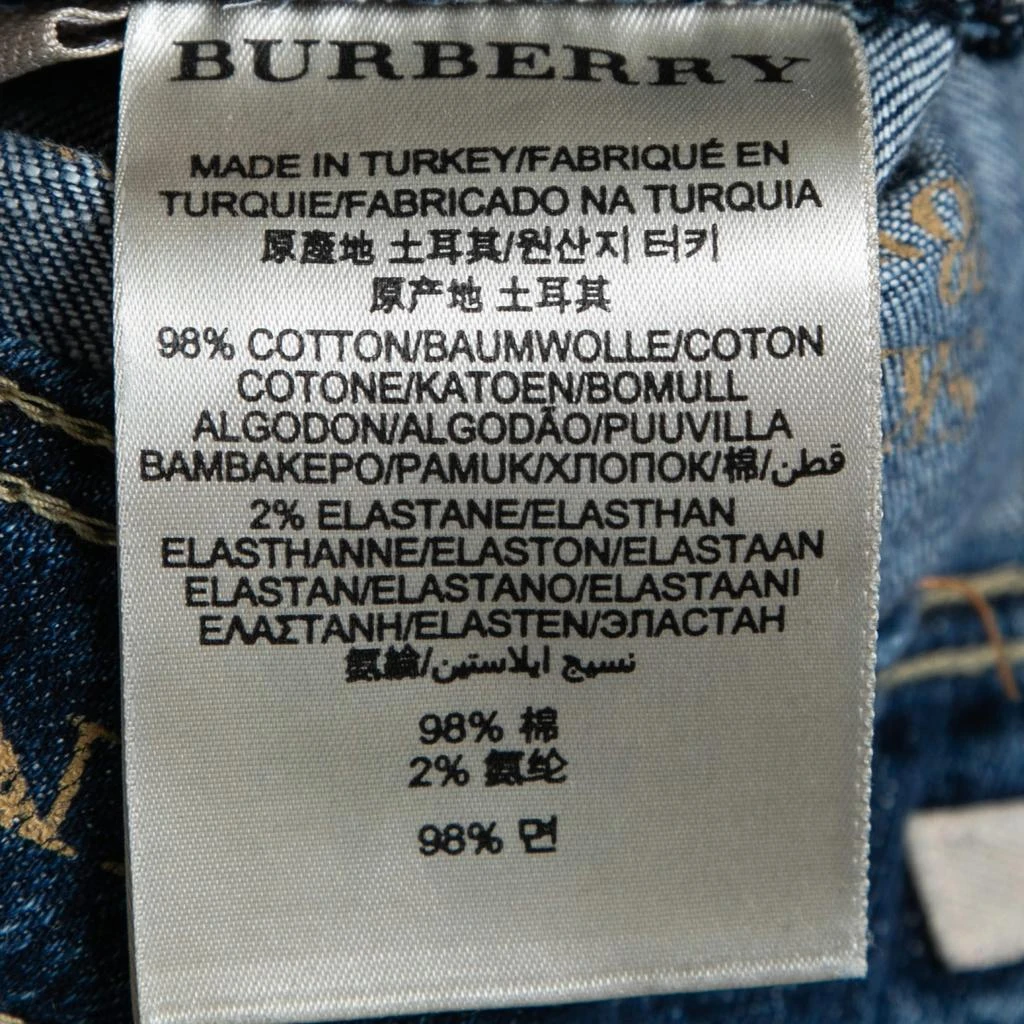 BURBERRY
MADE IN TURKEY/FABRIQUÉ EN
TURQUIE/FABRICADO NA TURQUIA
原產地 土耳其/원산지 터키
原产地 土耳其
98% COTTON/BAUMWOLLE/COTON
COTONE/KATOEN/BOMULL
ALGODON/ALGODÃO/PUUVILLA
BAMBAKEPO/PAMUK/ХЛОПОК/棉/قطن
2% ELASTANE/ELASTHAN
ELASTHANNE/ELASTON/ELASTAAN
ELASTAN/ELASTANO/ELASTAANI
ΕΛΑΣΤΑΝΗ/ELASTEN/ЭЛАСТАН
氨綸/نسيج ايلاستين
98% 棉
2% 氨纶
98% 면